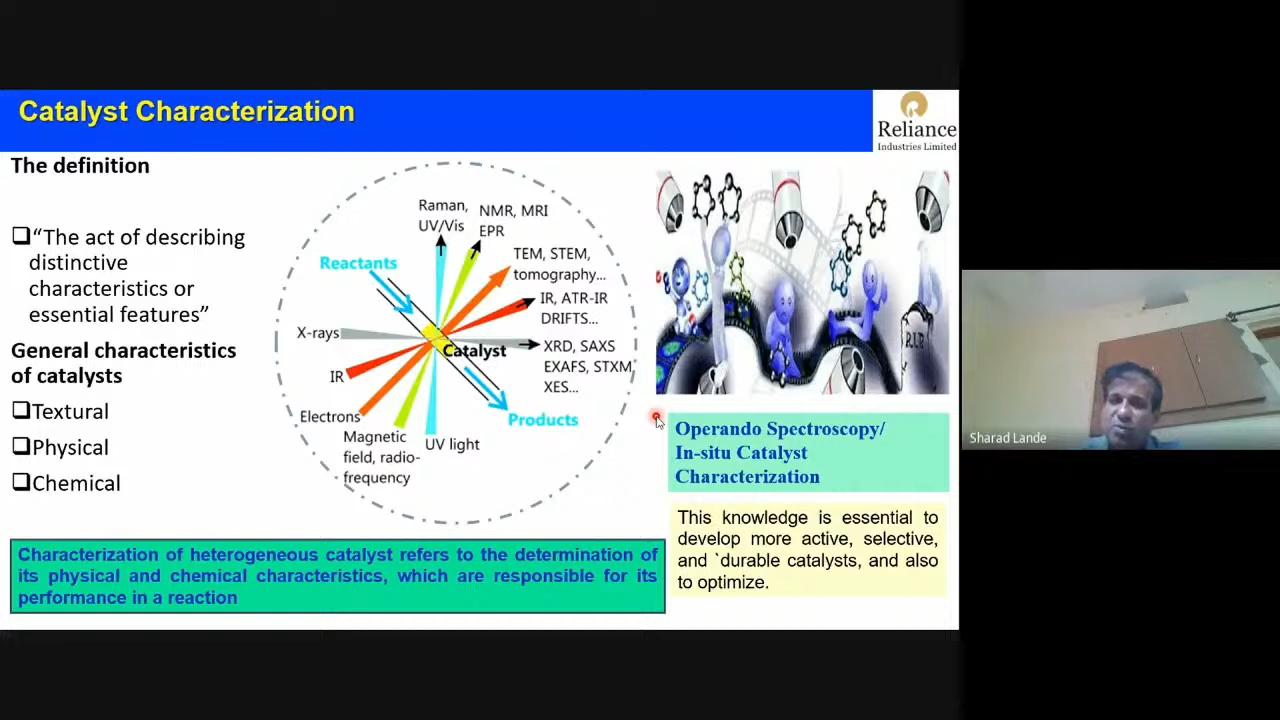 Catalyst Characterization
Reliance
Industries Limited
The definition
❑“The act of describing
distinctive
characteristics or
essential features”
General characteristics
of catalysts
❑Textural
❑Physical
❑Chemical
Raman,
UV/Vis
NMR, MRI
EPR
TEM, STEM,
tomography...
IR, ATR-IR
DRIFTS...
XRD, SAXS
EXAFS, STXM,
XES...
Reactants
Catalyst
Products
X-rays
IR
Electrons
Magnetic
field, radio-
frequency
UV light
R.I.P
Operando Spectroscopy/
In-situ Catalyst
Characterization
This knowledge is essential to
develop more active, selective,
and `durable catalysts, and also
to optimize.
Characterization of heterogeneous catalyst refers to the determination of
its physical and chemical characteristics, which are responsible for its
performance in a reaction
Sharad Lande